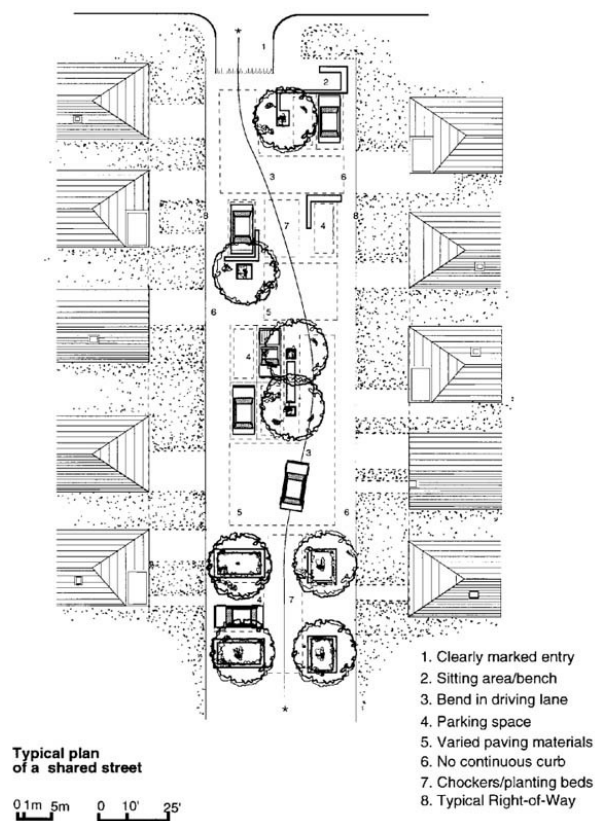 *
1
2
3
6
8
7
4
8
6
5
4
3
5
6
4
7
*
1. Clearly marked entry
2. Sitting area/bench
3. Bend in driving lane
4. Parking space
5. Varied paving materials
6. No continuous curb
7. Chockers/planting beds
8. Typical Right-of-Way
Typical plan
of a shared street
0 1m 5m 0 10' 25'